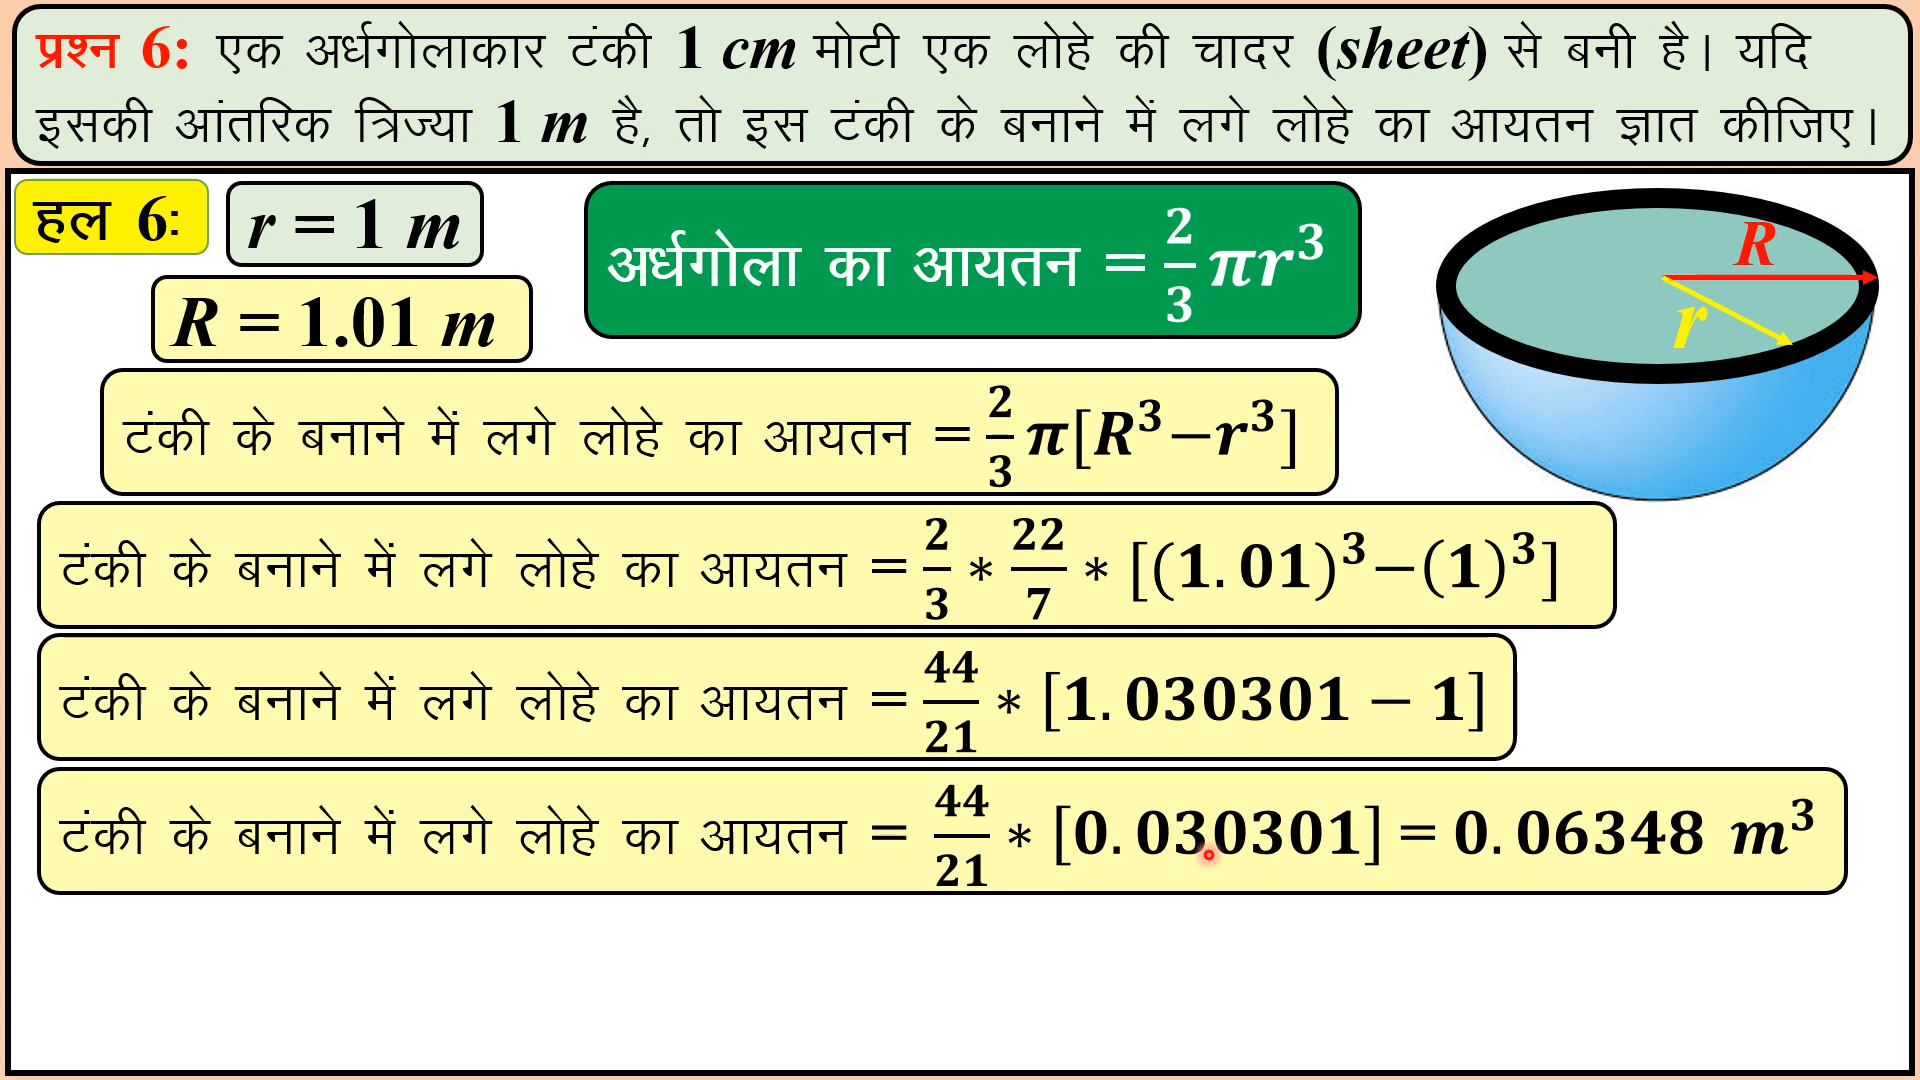 प्रश्न 6: एक अर्धगोलाकार टंकी 1 cm मोटी एक लोहे की चादर (sheet) से बनी है। यदि
इसकी आंतरिक त्रिज्या 1 m है, तो इस टंकी के बनाने में लगे लोहे का आयतन ज्ञात कीजिए।
हल 6:
r = 1 m
R = 1.01 m
अर्धगोला का आयतन = 2/3 πr³
R
r
टंकी के बनाने में लगे लोहे का आयतन = 2/3 π[R³−r³]
टंकी के बनाने में लगे लोहे का आयतन = 2/3 * 22/7 * [(1.01)³−(1)³]
टंकी के बनाने में लगे लोहे का आयतन = 44/21 * [1.030301 − 1]
टंकी के बनाने में लगे लोहे का आयतन = 44/21 * [0.030301] = 0.06348 m³